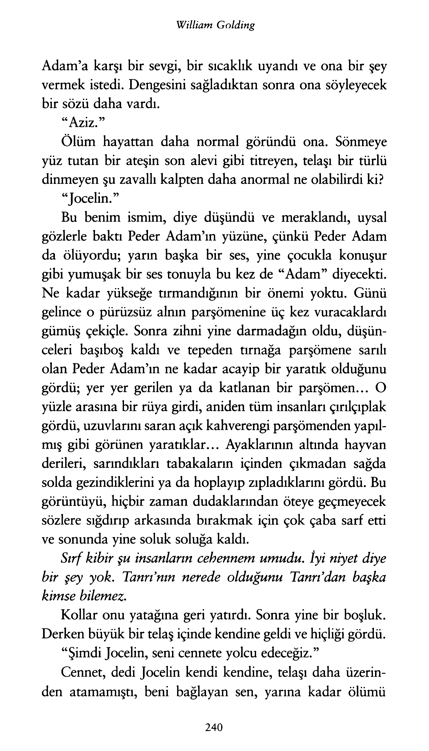 William Golding
Adam’a karşı bir sevgi, bir sıcaklık uyandı ve ona bir şey
vermek istedi. Dengesini sağladıktan sonra ona söyleyecek
bir sözü daha vardı.
“Aziz.”
Ölüm hayattan daha normal göründü ona. Sönmeye
yüz tutan bir ateşin son alevi gibi titreyen, telaşı bir türlü
dinmeyen şu zavallı kalpten daha anormal ne olabilirdi ki?
“Jocelin.”
Bu benim ismim, diye düşündü ve meraklandı, uysal
gözlerle baktı Peder Adam’ın yüzüne, çünkü Peder Adam
da ölüyordu; yarın başka bir ses, yine çocukla konuşur
gibi yumuşak bir ses tonuyla bu kez de “Adam” diyecekti.
Ne kadar yükseğe tırmandığının bir önemi yoktu. Günü
gelince o pürüzsüz alnın parşömenine üç kez vuracaklardı
gümüş çekiçle. Sonra zihni yine darmadağın oldu, düşün-
celeri başıboş kaldı ve tepeden tırnağa parşömene sarılı
olan Peder Adam’ın ne kadar acayip bir yaratık olduğunu
gördü; yer yer gerilen ya da katlanan bir parşömen... O
yüzle arasına bir rüya girdi, aniden tüm insanları çırılçıplak
gördü, uzuvlarını saran açık kahverengi parşömenden yapıl-
mış gibi görünen yaratıklar... Ayaklarının altında hayvan
derileri, sarındıkları tabakaların içinden çıkmadan sağda
solda gezindiklerini ya da hoplayıp zıpladıklarını gördü. Bu
görüntüyü, hiçbir zaman dudaklarından öteye geçmeyecek
sözlere sığdırıp arkasında bırakmak için çok çaba sarf etti
ve sonunda yine soluk soluğa kaldı.
Sırf kibir şu insanların cehennem umudu. İyi niyet diye
bir şey yok. Tanrı’nın nerede olduğunu Tanrı’dan başka
kimse bilemez.
Kollar onu yatağına geri yatırdı. Sonra yine bir boşluk.
Derken büyük bir telaş içinde kendine geldi ve hiçliği gördü.
“Şimdi Jocelin, seni cennete yolcu edeceğiz.”
Cennet, dedi Jocelin kendi kendine, telaşı daha üzerin-
den atamamıştı, beni bağlayan sen, yarına kadar ölümü
240